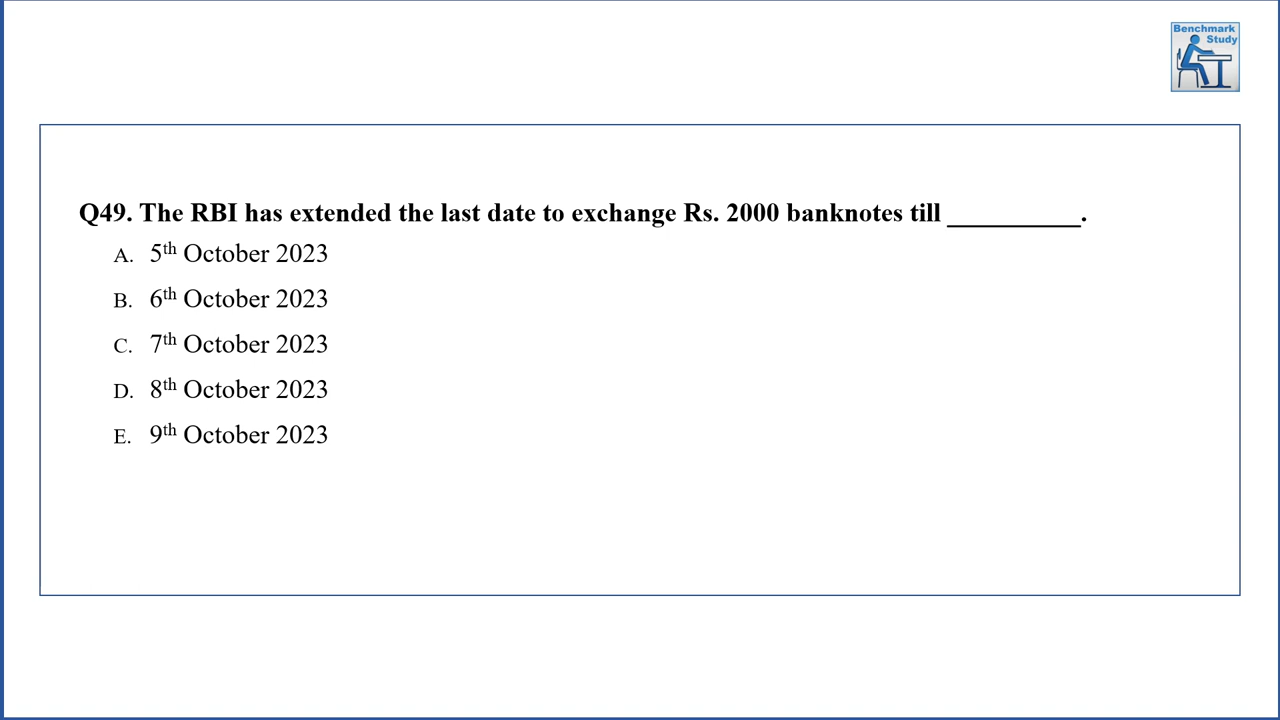 Benchmark
Study
Q49. The RBI has extended the last date to exchange Rs. 2000 banknotes till __________.
A. 5th October 2023
B. 6th October 2023
C. 7th October 2023
D. 8th October 2023
E. 9th October 2023